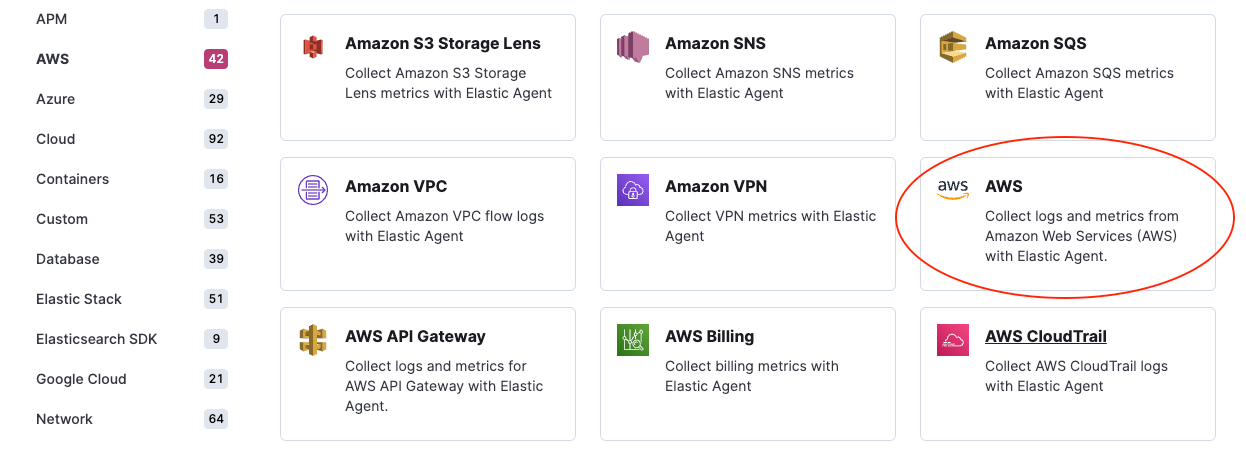 APM 1
AWS 42
Azure 29
Cloud 92
Containers 16
Custom 53
Database 39
Elastic Stack 51
Elasticsearch SDK 9
Google Cloud 21
Network 64
Amazon S3 Storage Lens
Collect Amazon S3 Storage
Lens metrics with Elastic Agent
Amazon SNS
Collect Amazon SNS metrics
with Elastic Agent
Amazon SQS
Collect Amazon SQS metrics
with Elastic Agent
Amazon VPC
Collect Amazon VPC flow logs
with Elastic Agent
Amazon VPN
Collect VPN metrics with Elastic
Agent
aws
AWS
Collect logs and metrics from
Amazon Web Services (AWS)
with Elastic Agent.
AWS API Gateway
Collect logs and metrics for
AWS API Gateway with Elastic
Agent.
AWS Billing
Collect billing metrics with
Elastic Agent
AWS CloudTrail
Collect AWS CloudTrail logs
with Elastic Agent